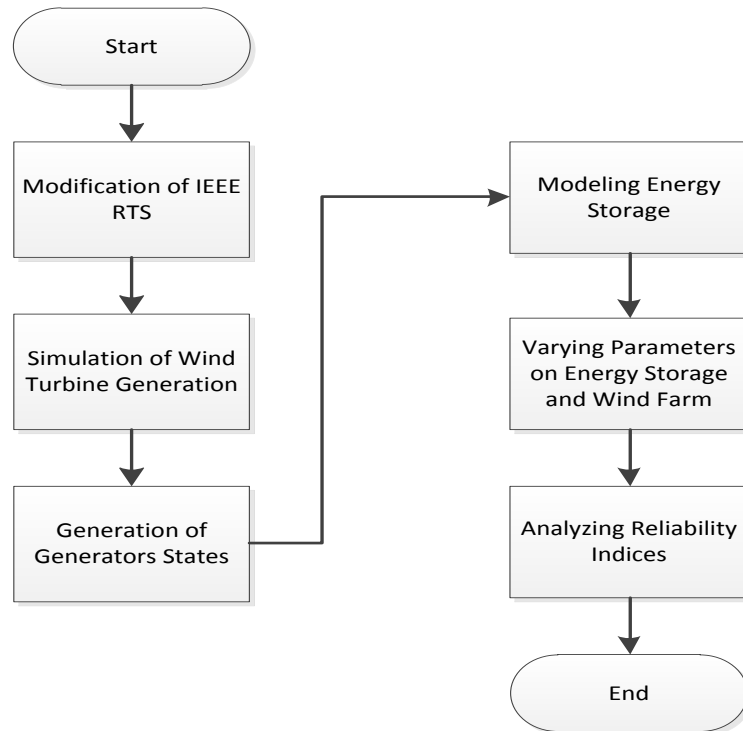 Start
Modification of IEEE
RTS
Simulation of Wind
Turbine Generation
Generation of
Generators States
Modeling Energy
Storage
Varying Parameters
on Energy Storage
and Wind Farm
Analyzing Reliability
Indices
End